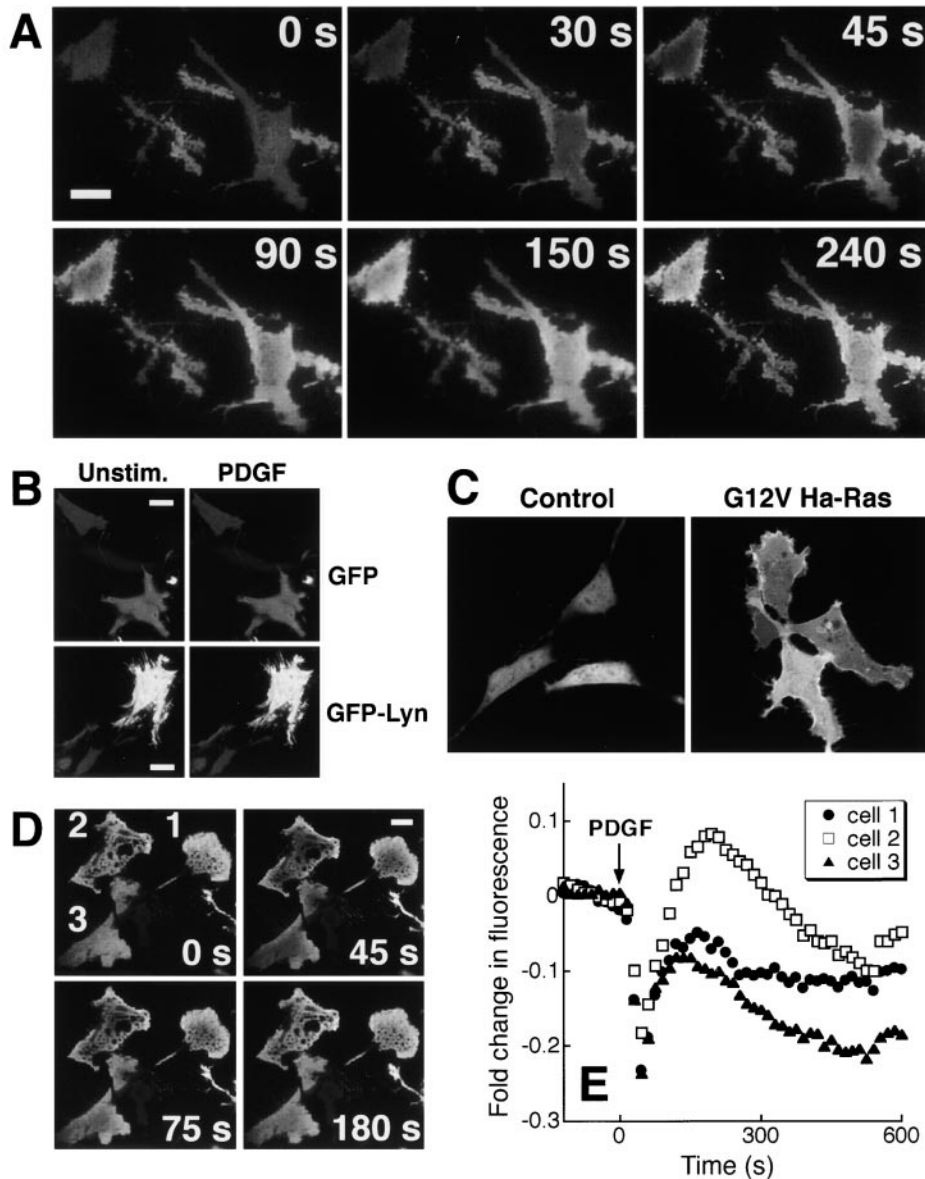 A
0 s
30 s
45 s
90 s
150 s
240 s
B
Unstim.
PDGF
GFP
GFP-Lyn
C
Control
G12V Ha-Ras
D
2
1
3
0 s
45 s
75 s
180 s
E
PDGF
cell 1
cell 2
cell 3
Fold change in fluorescence
0.1
0
-0.1
-0.2
-0.3
0
300
600
Time (s)